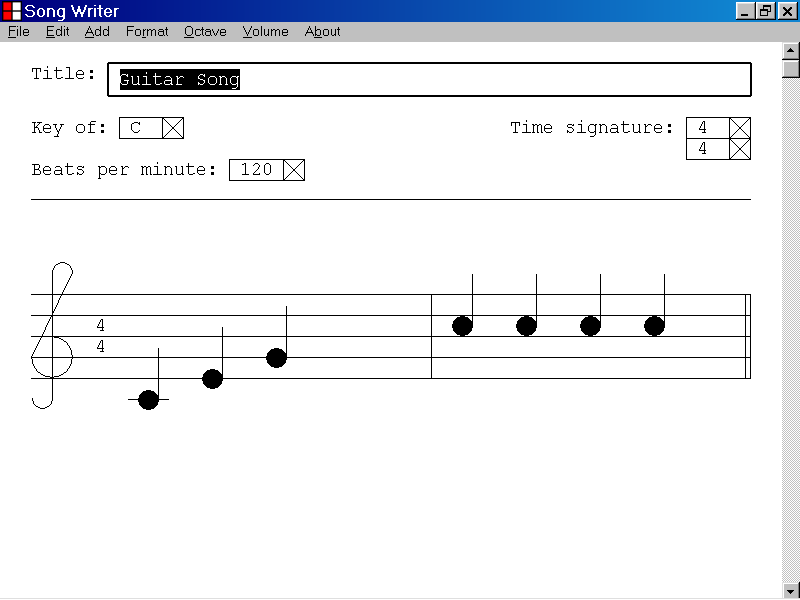 Song Writer
File Edit Add Format Octave Volume About
Title: Guitar Song
Key of: C
Time signature: 4
4
Beats per minute: 120
4
4